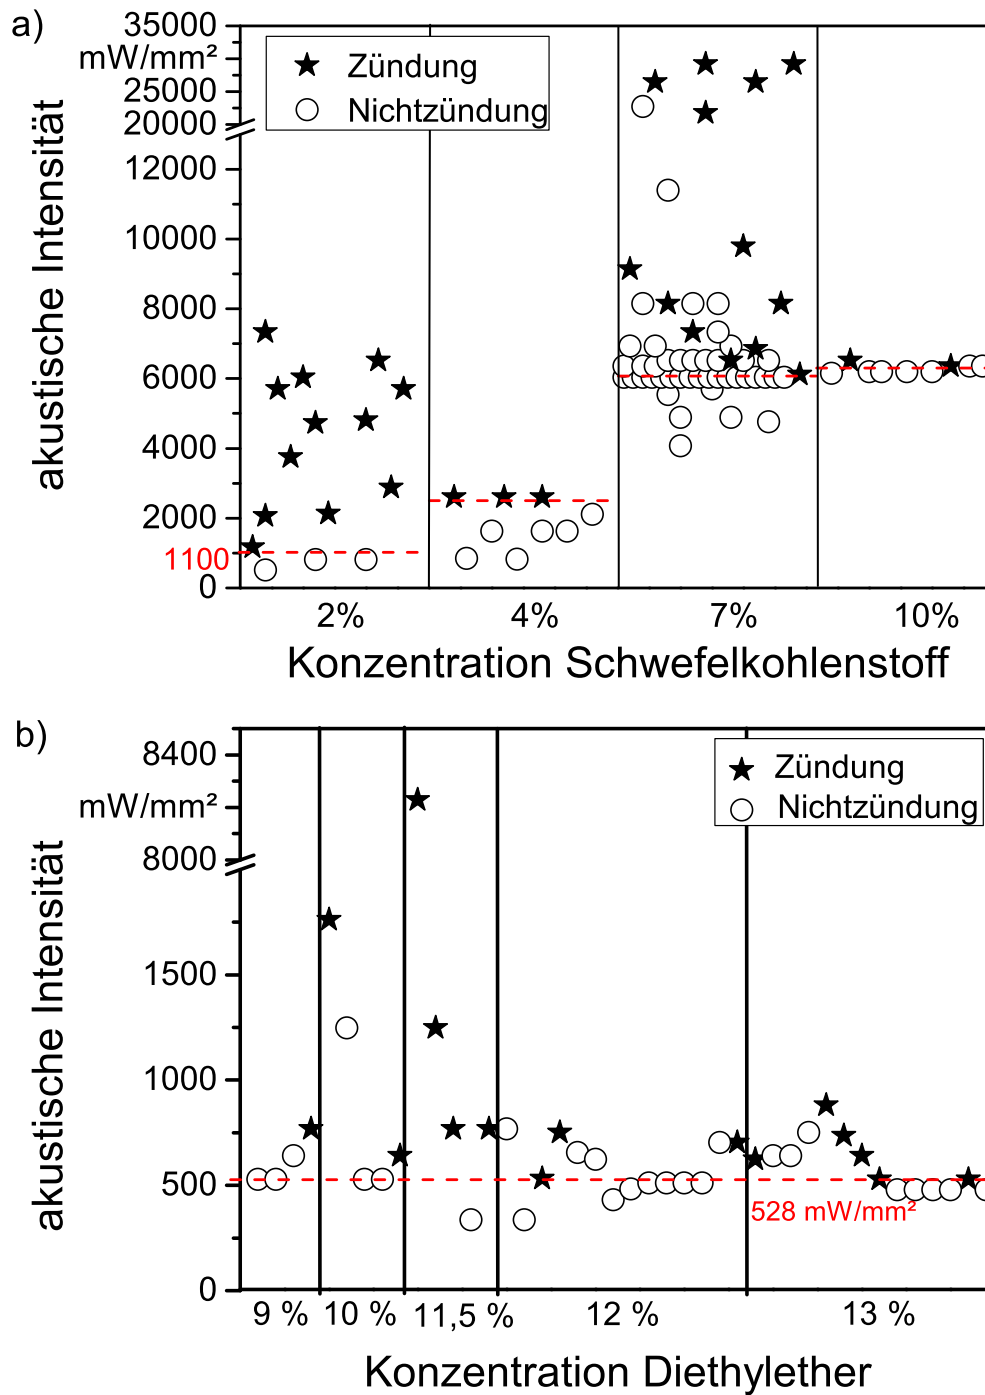 a)
35000
mW/mm²
25000
20000
12000
10000
8000
6000
4000
2000
1100
0
akustische Intensität
Zündung
Nichtzündung
2%
4%
7%
10%
Konzentration Schwefelkohlenstoff
b)
8400
mW/mm²
8000
1500
1000
500
0
akustische Intensität
Zündung
Nichtzündung
528 mW/mm²
9 %
10 %
11,5 %
12 %
13 %
Konzentration Diethylether